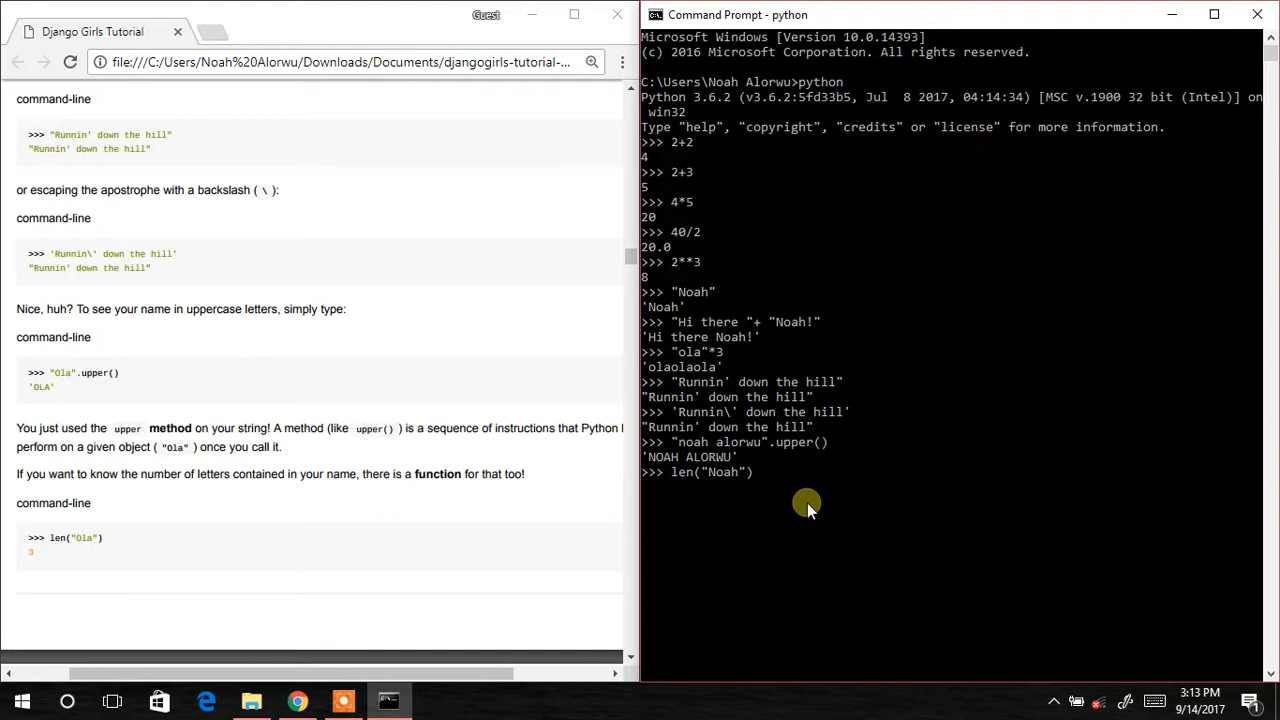 Guest
Django Girls Tutorial
file:///C:/Users/Noah%20Alorwu/Downloads/Documents/djangogirls-tutorial-...
command-line
>>> "Runnin' down the hill"
"Runnin' down the hill"
or escaping the apostrophe with a backslash ( \ ):
command-line
>>> 'Runnin\' down the hill'
"Runnin' down the hill"
Nice, huh? To see your name in uppercase letters, simply type:
command-line
>>> "Ola".upper()
'OLA'
You just used the upper method on your string! A method (like upper() ) is a sequence of instructions that Python
perform on a given object ( "Ola" ) once you call it.
If you want to know the number of letters contained in your name, there is a function for that too!
command-line
>>> len("Ola")
3
Command Prompt - python
Microsoft Windows [Version 10.0.14393]
(c) 2016 Microsoft Corporation. All rights reserved.
C:\Users\Noah Alorwu>python
Python 3.6.2 (v3.6.2:5fd33b5, Jul  8 2017, 04:14:34) [MSC v.1900 32 bit (Intel)] on
win32
Type "help", "copyright", "credits" or "license" for more information.
>>> 2+2
4
>>> 2+3
5
>>> 4*5
20
>>> 40/2
20.0
>>> 2**3
8
>>> "Noah"
'Noah'
>>> "Hi there "+ "Noah!"
'Hi there Noah!'
>>> "ola"*3
'olaolaola'
>>> "Runnin' down the hill"
"Runnin' down the hill"
>>> 'Runnin\' down the hill'
"Runnin' down the hill"
>>> "noah alorwu".upper()
'NOAH ALORWU'
>>> len("Noah")
3:13 PM
9/14/2017
1